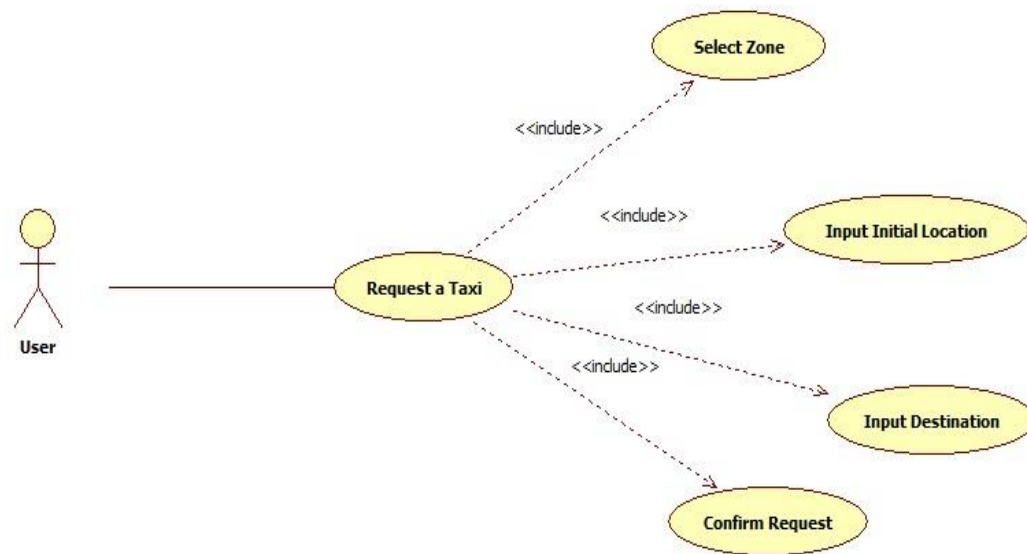 Select Zone
<<include>>
<<include>>
Input Initial Location
Request a Taxi
<<include>>
User
<<include>>
Input Destination
Confirm Request